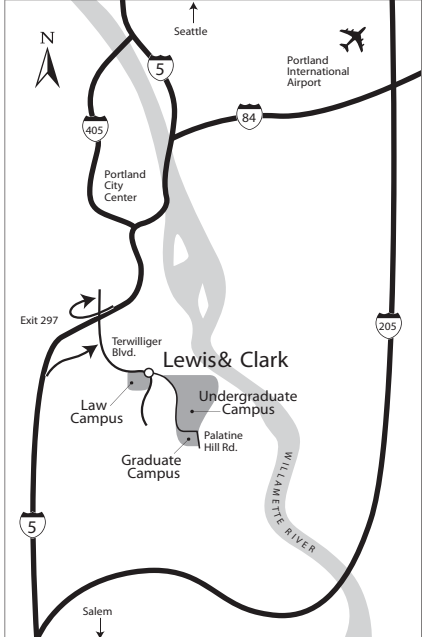 N
Seattle
5
Portland
International
Airport
84
405
Portland
City
Center
Exit 297
Terwilliger
Blvd.
205
Lewis & Clark
Law
Campus
Undergraduate
Campus
Palatine
Hill Rd.
Graduate
Campus
WILLAMETTE RIVER
5
Salem